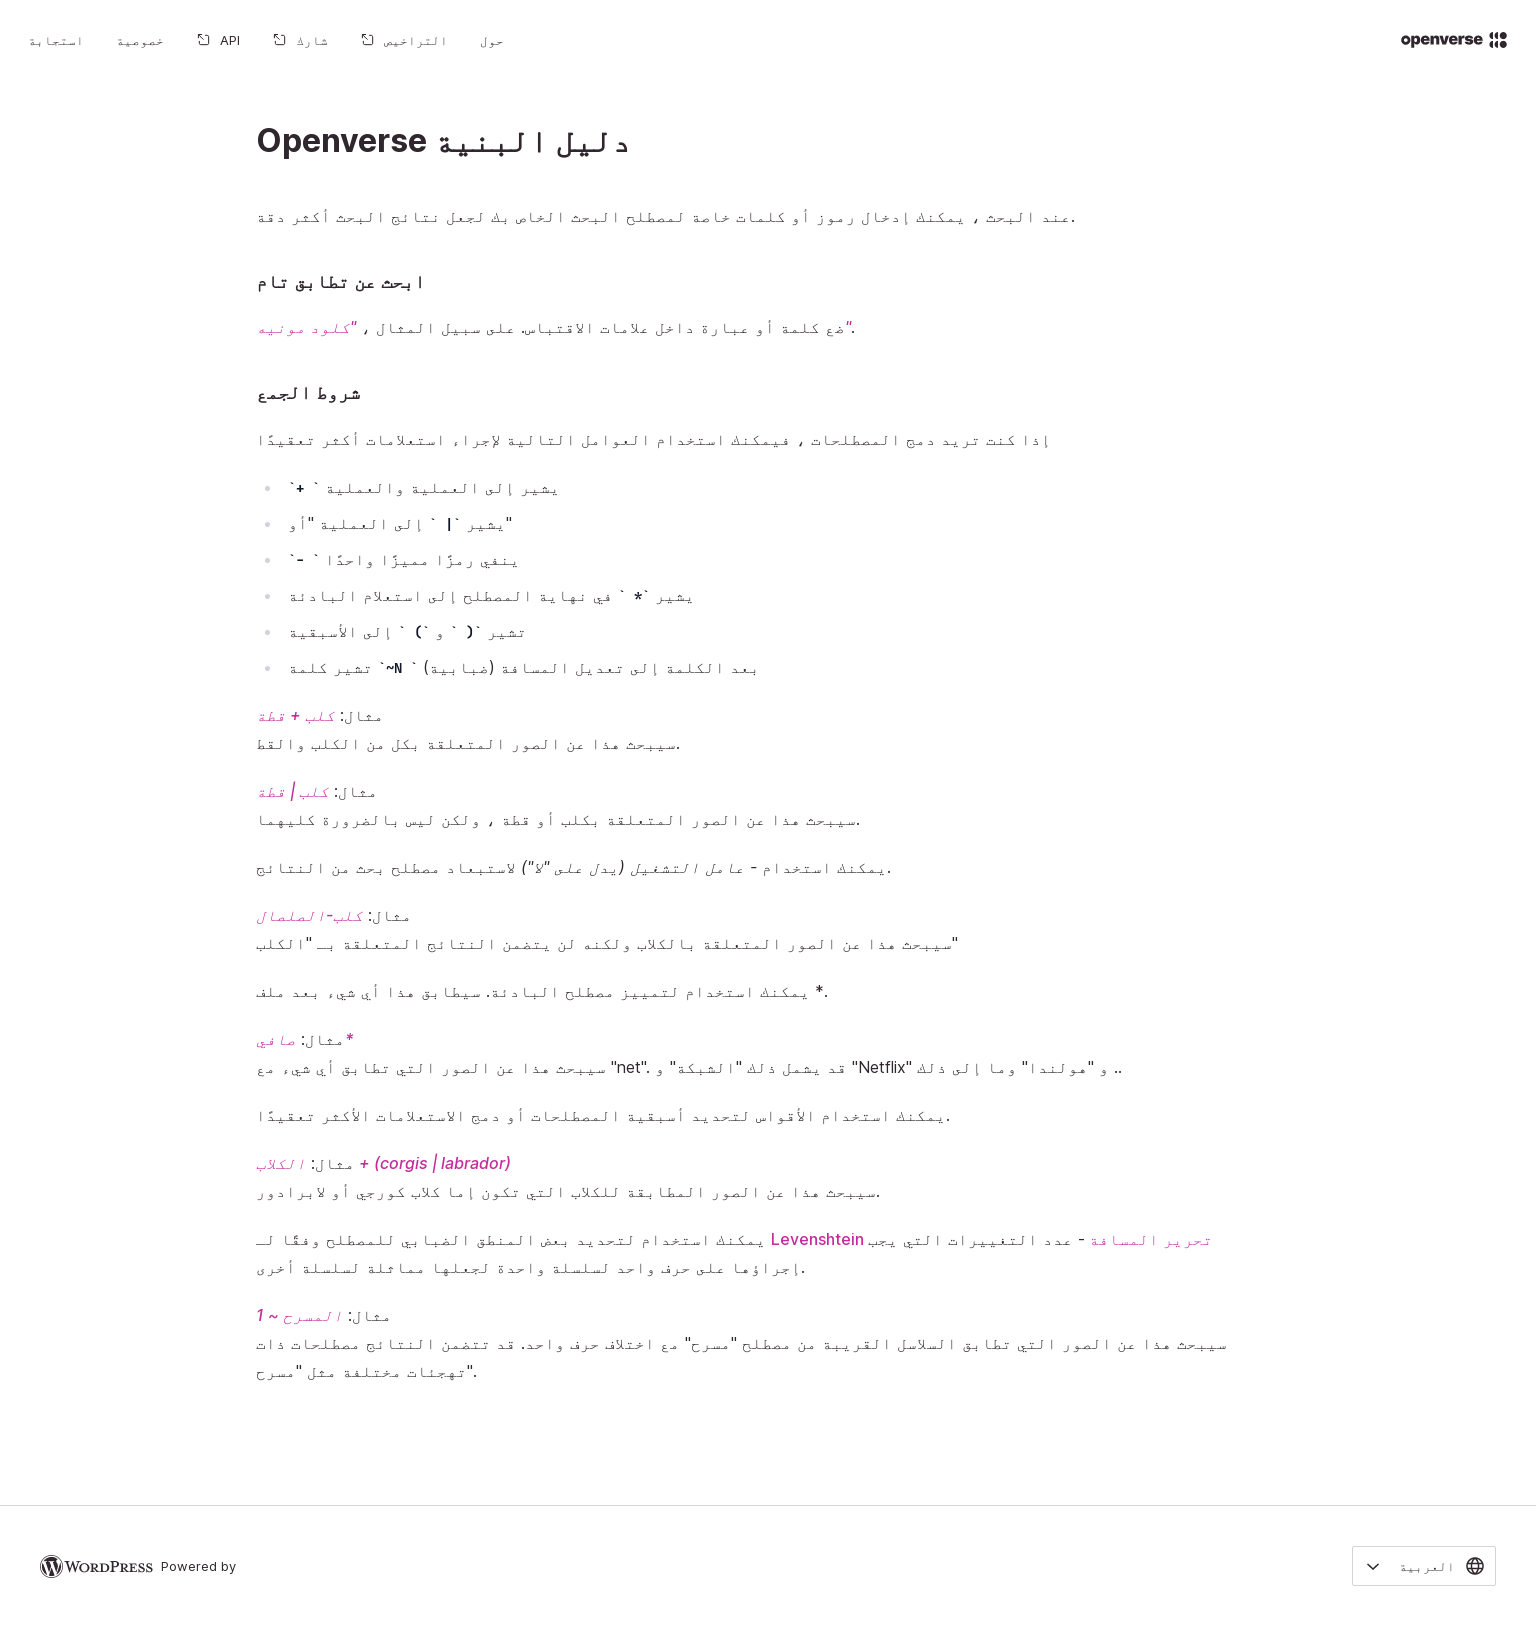 openverse
حول
التراخيص
شارك
API
خصوصية
استجابة
Openverse دليل البنية
عند البحث ، يمكنك إدخال رموز أو كلمات خاصة لمصطلح البحث الخاص بك لجعل نتائج البحث أكثر دقة.
ابحث عن تطابق تام
ضع كلمة أو عبارة داخل علامات الاقتباس. على سبيل المثال ، "كلود مونيه".
شروط الجمع
إذا كنت تريد دمج المصطلحات ، فيمكنك استخدام العوامل التالية لإجراء استعلامات أكثر تعقيدًا
`+ ` يشير إلى العملية والعملية
يشير `| ` إلى العملية "أو"
`- ` ينفي رمزًا مميزًا واحدًا
يشير `* ` في نهاية المصطلح إلى استعلام البادئة
تشير `( ` و `) ` إلى الأسبقية
تشير كلمة `~N ` بعد الكلمة إلى تعديل المسافة (ضبابية)
مثال: كلب + قطة
سيبحث هذا عن الصور المتعلقة بكل من الكلب والقط.
مثال: كلب | قطة
سيبحث هذا عن الصور المتعلقة بكلب أو قطة ، ولكن ليس بالضرورة كليهما.
يمكنك استخدام - عامل التشغيل (يدل على "لا") لاستبعاد مصطلح بحث من النتائج.
مثال: كلب-الصلصال
سيبحث هذا عن الصور المتعلقة بالكلاب ولكنه لن يتضمن النتائج المتعلقة بـ "الكلب"
يمكنك استخدام لتمييز مصطلح البادئة. سيطابق هذا أي شيء بعد ملف *.
مثال: صافي*
سيبحث هذا عن الصور التي تطابق أي شيء مع "net". قد يشمل ذلك "الشبكة" و "Netflix" و "هولندا" وما إلى ذلك ..
يمكنك استخدام الأقواس لتحديد أسبقية المصطلحات أو دمج الاستعلامات الأكثر تعقيدًا.
مثال: الكلاب + (corgis | labrador)
سيبحث هذا عن الصور المطابقة للكلاب التي تكون إما كلاب كورجي أو لابرادور.
يمكنك استخدام لتحديد بعض المنطق الضبابي للمصطلح وفقًا لـ Levenshtein تحرير المسافة - عدد التغييرات التي يجب
إجراؤها على حرف واحد لسلسلة واحدة لجعلها مماثلة لسلسلة أخرى.
مثال: المسرح ~ 1
سيبحث هذا عن الصور التي تطابق السلاسل القريبة من مصطلح "مسرح" مع اختلاف حرف واحد. قد تتضمن النتائج مصطلحات ذات
تهجئات مختلفة مثل "مسرح".
العربية
Powered by
WORDPRESS